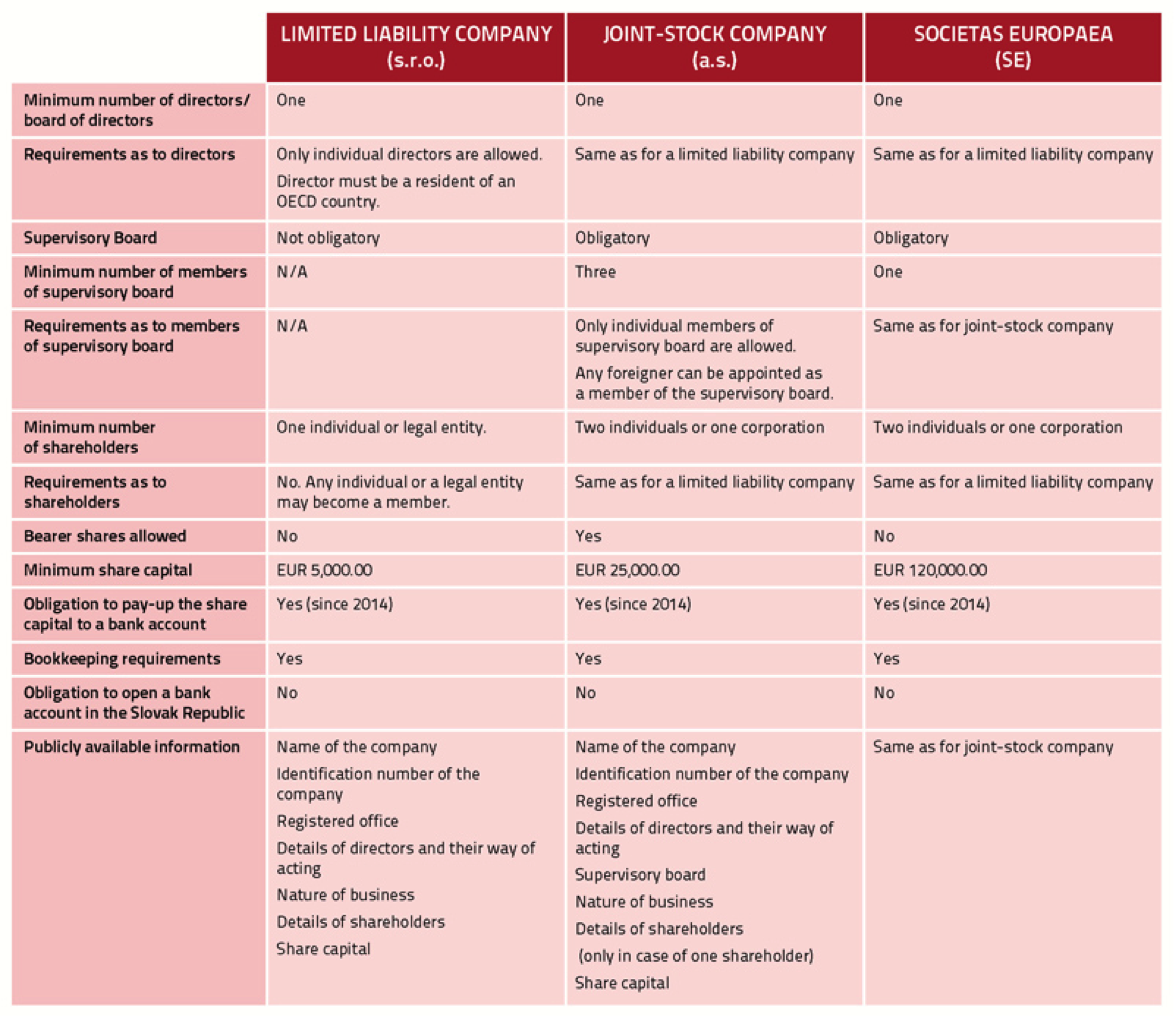 LIMITED LIABILITY COMPANY
(s.r.o.)
JOINT-STOCK COMPANY
(a.s.)
SOCIETAS EUROPAEA
(SE)
Minimum number of directors/
board of directors
One
One
One
Requirements as to directors
Only individual directors are allowed.
Director must be a resident of an
OECD country.
Same as for a limited liability company
Same as for a limited liability company
Supervisory Board
Not obligatory
Obligatory
Obligatory
Minimum number of members
of supervisory board
N/A
Three
One
Requirements as to members
of supervisory board
N/A
Only individual members of
supervisory board are allowed.
Any foreigner can be appointed as
a member of the supervisory board.
Same as for joint-stock company
Minimum number
of shareholders
One individual or legal entity.
Two individuals or one corporation
Two individuals or one corporation
Requirements as to
shareholders
No. Any individual or a legal entity
may become a member.
Same as for a limited liability company
Same as for a limited liability company
Bearer shares allowed
No
Yes
No
Minimum share capital
EUR 5,000.00
EUR 25,000.00
EUR 120,000.00
Obligation to pay-up the share
capital to a bank account
Yes (since 2014)
Yes (since 2014)
Yes (since 2014)
Bookkeeping requirements
Yes
Yes
Yes
Obligation to open a bank
account in the Slovak Republic
No
No
No
Publicly available information
Name of the company
Identification number of the
company
Registered office
Details of directors and their way of
acting
Nature of business
Details of shareholders
Share capital
Name of the company
Identification number of the company
Registered office
Details of directors and their way of
acting
Supervisory board
Nature of business
Details of shareholders
(only in case of one shareholder)
Share capital
Same as for joint-stock company